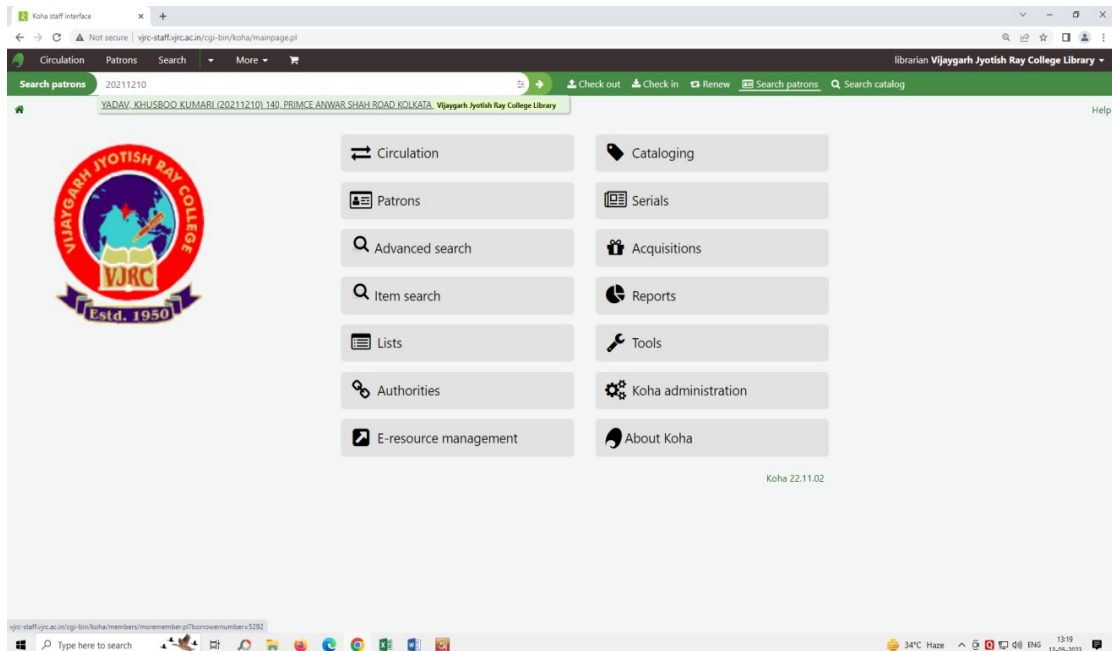 Koha staff interface
Not secure | vjrc-staff.vjrc.ac.in/cgi-bin/koha/mainpage.pl
Circulation Patrons Search More librarian Vijaygarh Jyotish Ray College Library
Search patrons 20211210 Check out Check in Renew Search patrons Search catalog
YADAV, KHUSBOO KUMARI (20211210) 140, PRIMCE ANWAR SHAH ROAD KOLKATA Vijaygarh Jyotish Ray College Library
Help
VIJAYGARH JYOTISH RAY COLLEGE
VJRC
Estd. 1950
Circulation Cataloging
Patrons Serials
Advanced search Acquisitions
Item search Reports
Lists Tools
Authorities Koha administration
E-resource management About Koha
Koha 22.11.02
vjrc-staff.vjrc.ac.in/cgi-bin/koha/members/moremember.pl?borrowernumber=3292
Type here to search 34°C Haze ENG 13:19
13-05-2023